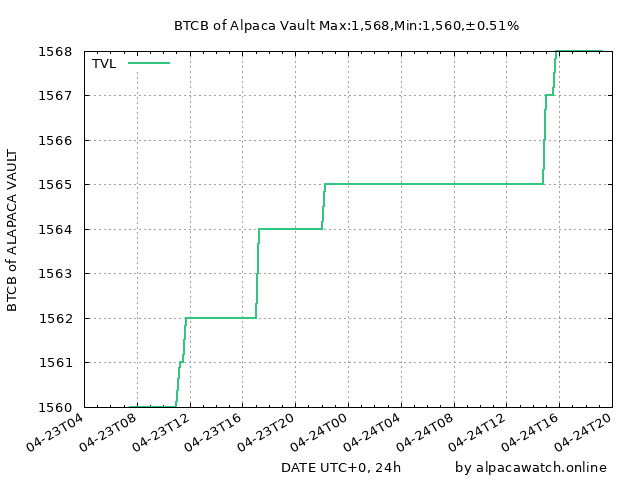 BTCB of Alpaca Vault Max:1,568,Min:1,560,±0.51%
TVL
1568
1567
1566
1565
1564
1563
1562
1561
1560
BTCB of ALAPACA VAULT
04-23T04
04-23T08
04-23T12
04-23T16
04-23T20
04-24T00
04-24T04
04-24T08
04-24T12
04-24T16
04-24T20
DATE UTC+0, 24h
by alpacawatch.online